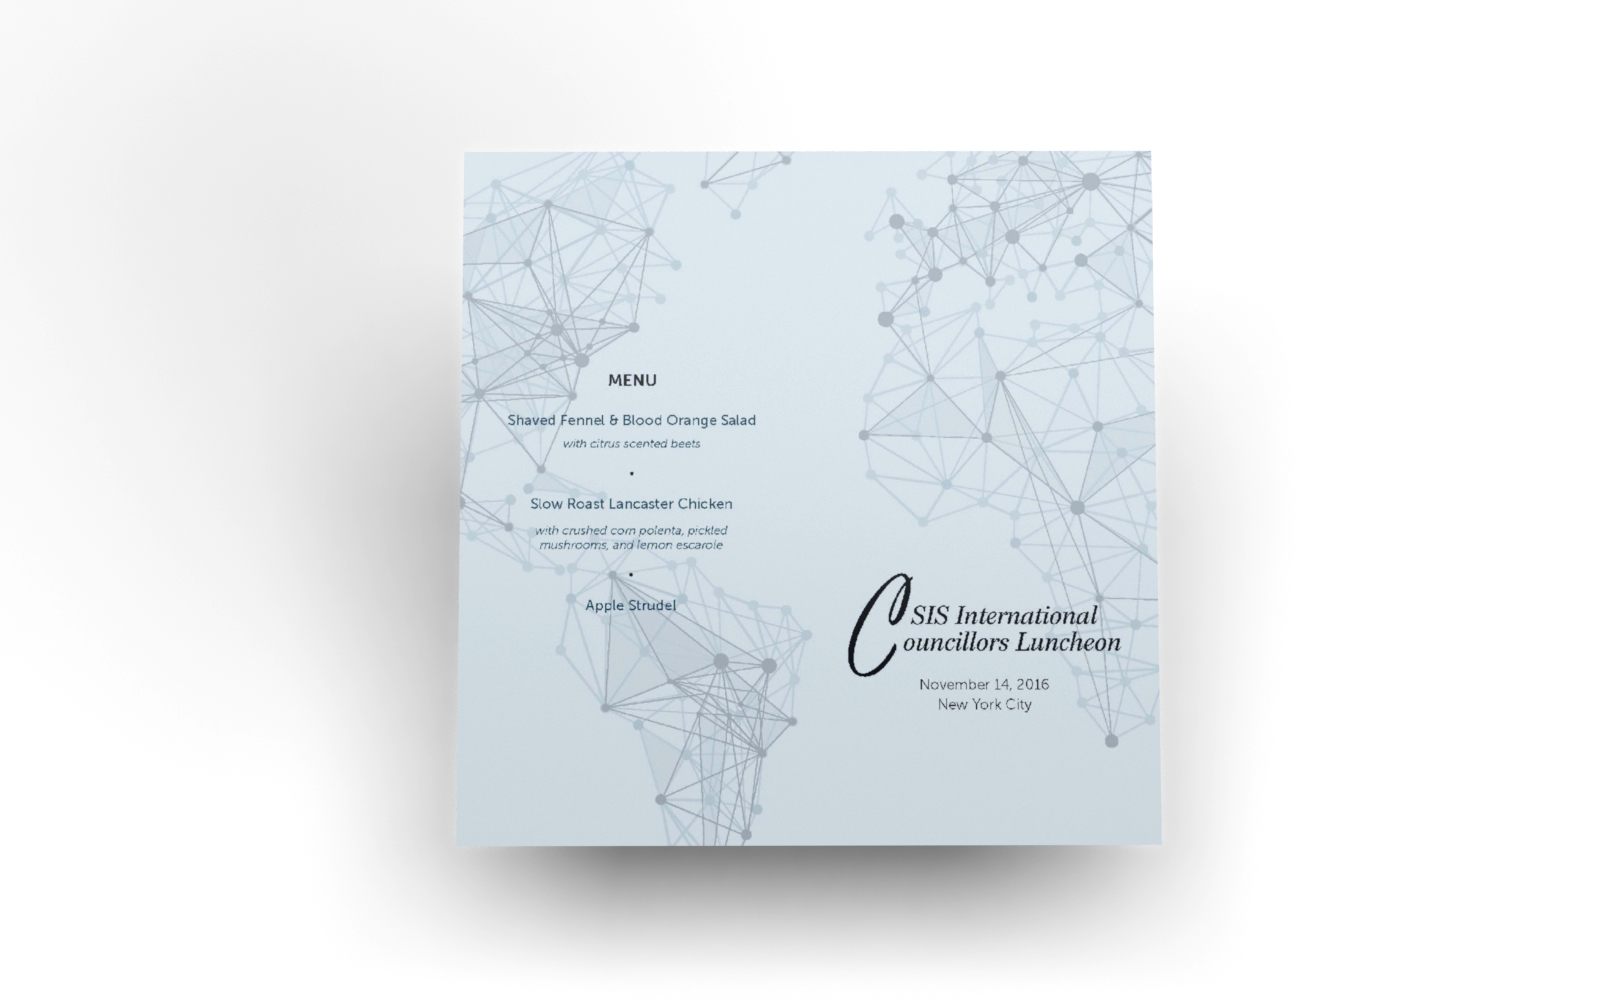 MENU
Shaved Fennel & Blood Orange Salad
with citrus scented beets
•
Slow Roast Lancaster Chicken
with crushed corn polenta, pickled
mushrooms, and lemon escarole
•
Apple Strudel
CSIS International
Councillors Luncheon
November 14, 2016
New York City